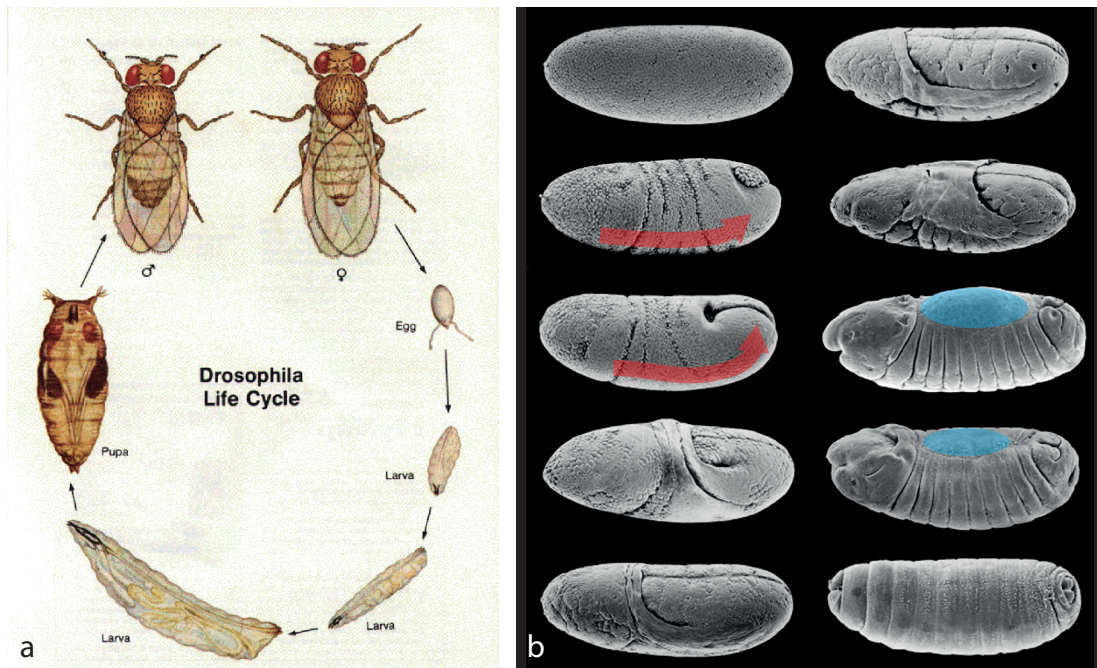 ♂
♀
Egg
Drosophila
Life Cycle
Pupa
Larva
Larva
Larva
a
b